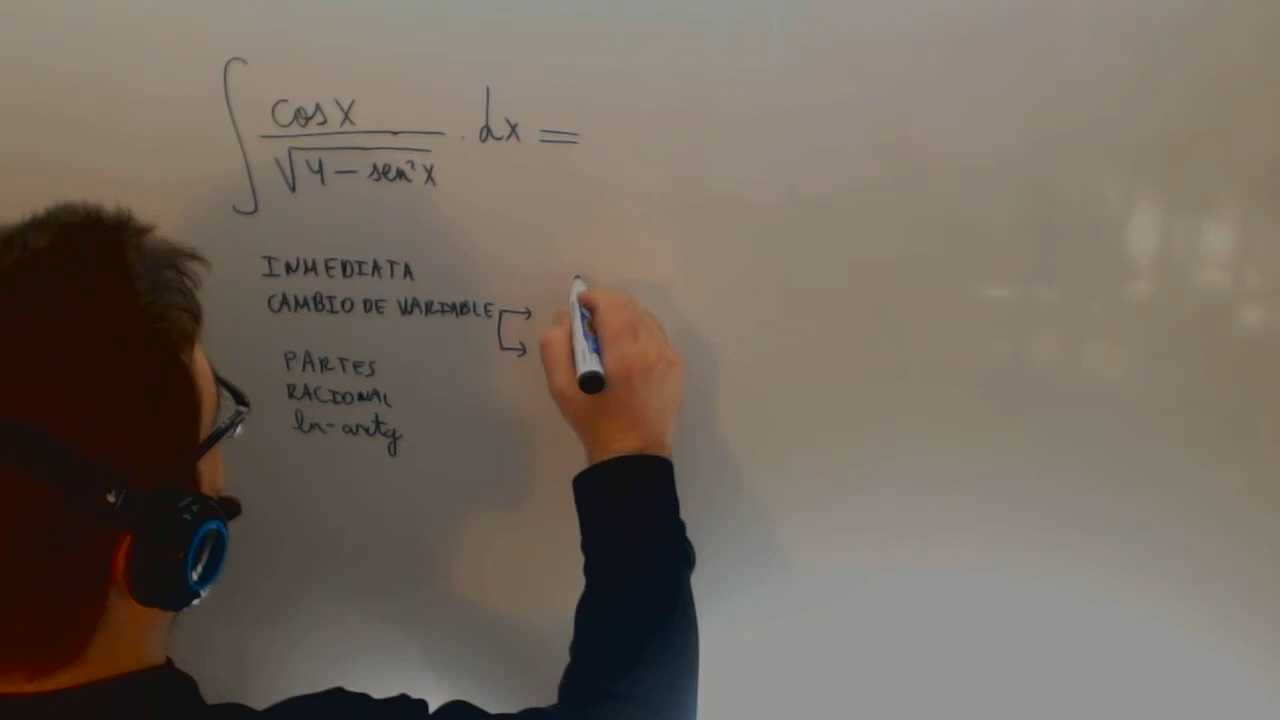 ∫ cos x / √(4 − sen²x) · dx =
INMEDIATA
CAMBIO DE VARIABLE
PARTES
RACIONAL
ln-arctg